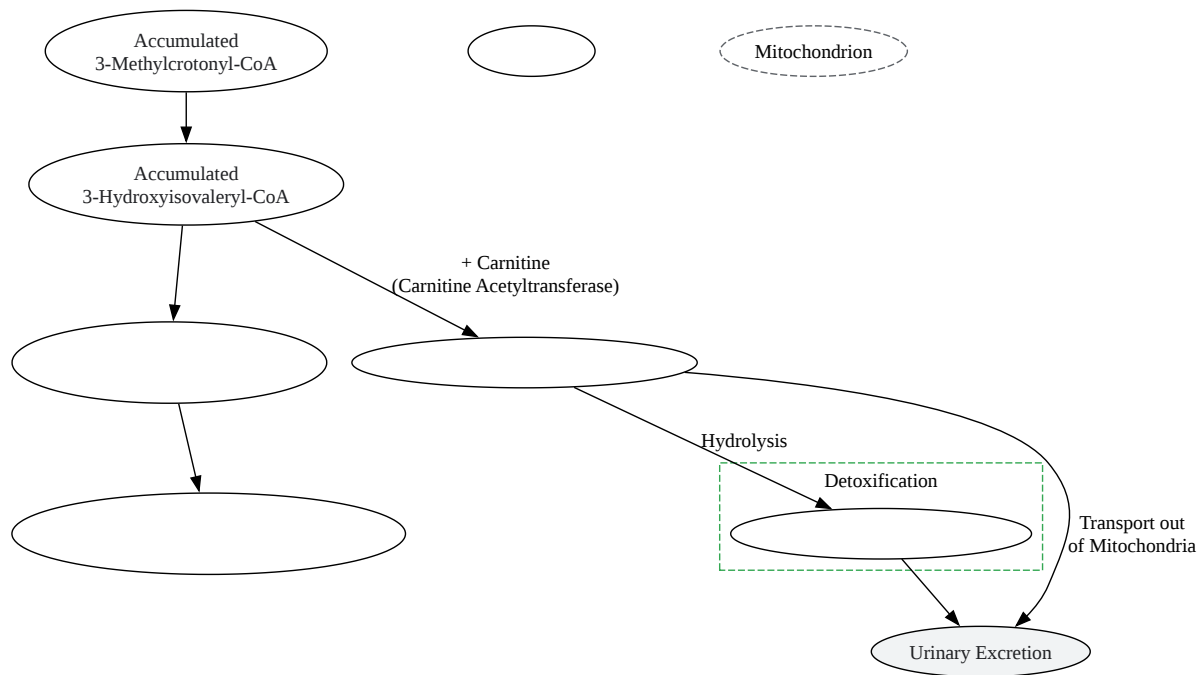 Accumulated
3-Methylcrotonyl-CoA
Mitochondrion
Accumulated
3-Hydroxyisovaleryl-CoA
+ Carnitine
(Carnitine Acetyltransferase)
Hydrolysis
Detoxification
Transport out
of Mitochondria
Urinary Excretion